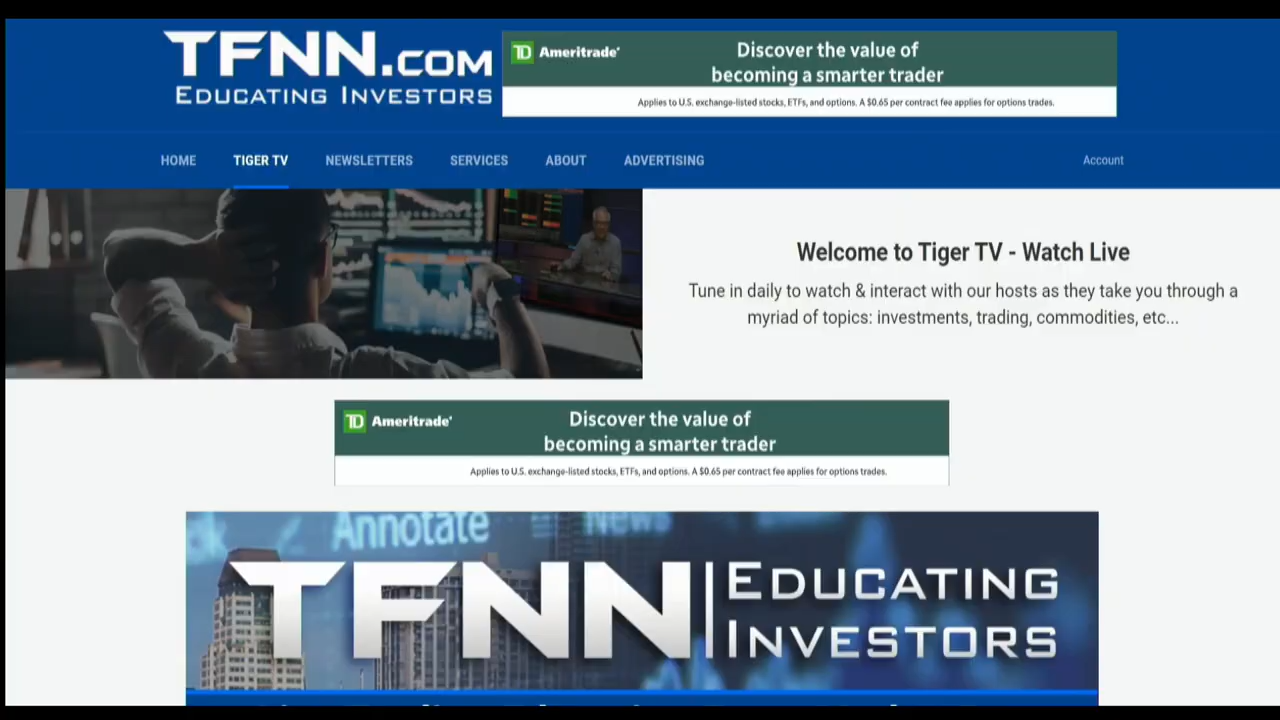 TFNN.COM
EDUCATING INVESTORS
TD Ameritrade
Discover the value of
becoming a smarter trader
Applies to U.S. exchange-listed stocks, ETFs, and options. A $0.65 per contract fee applies for options trades.
HOME TIGER TV NEWSLETTERS SERVICES ABOUT ADVERTISING Account
Welcome to Tiger TV - Watch Live
Tune in daily to watch & interact with our hosts as they take you through a
myriad of topics: investments, trading, commodities, etc...
TD Ameritrade
Discover the value of
becoming a smarter trader
Applies to U.S. exchange-listed stocks, ETFs, and options. A $0.65 per contract fee applies for options trades.
Annotate News
TFNN
EDUCATING
INVESTORS